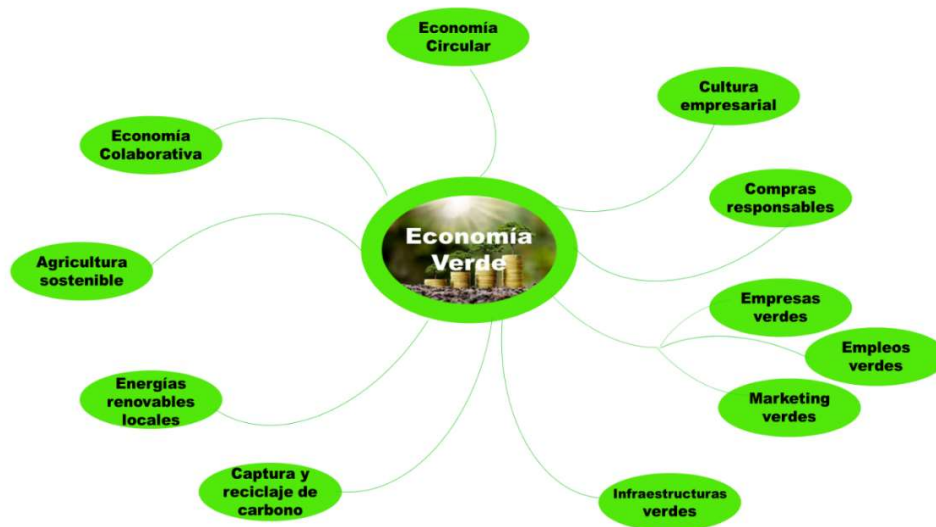 Economía
Circular
Cultura
empresarial
Economía
Colaborativa
Compras
responsables
Economía
Verde
Agricultura
sostenible
Empresas
verdes
Empleos
verdes
Energías
renovables
locales
Marketing
verdes
Captura y
reciclaje de
carbono
Infraestructuras
verdes